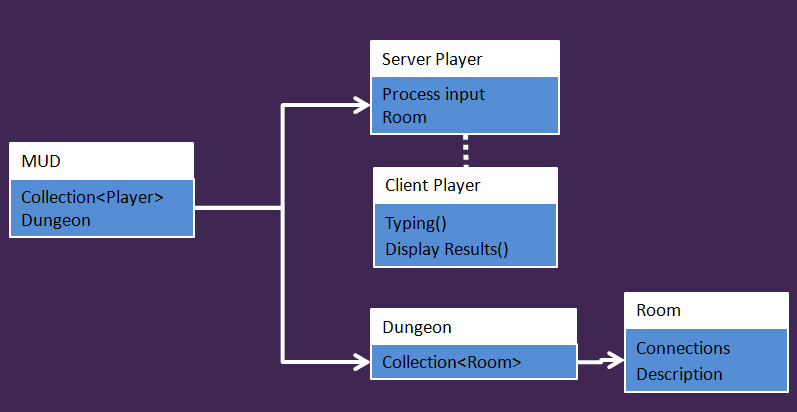 MUD
Collection<Player>
Dungeon
Server Player
Process input
Room
Client Player
Typing()
Display Results()
Dungeon
Collection<Room>
Room
Connections
Description